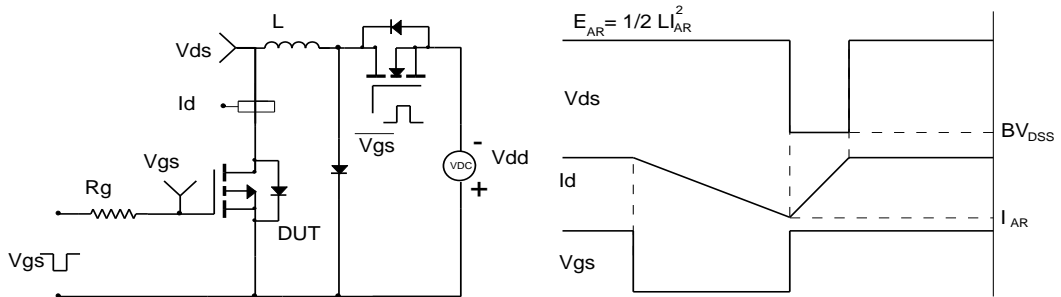 L
Vds
Id
Vgs
Vgs
Rg
DUT
Vgs
VDC
-
+
Vdd
E_AR = 1/2 LI_AR^2
Vds
BV_DSS
Id
I_AR
Vgs